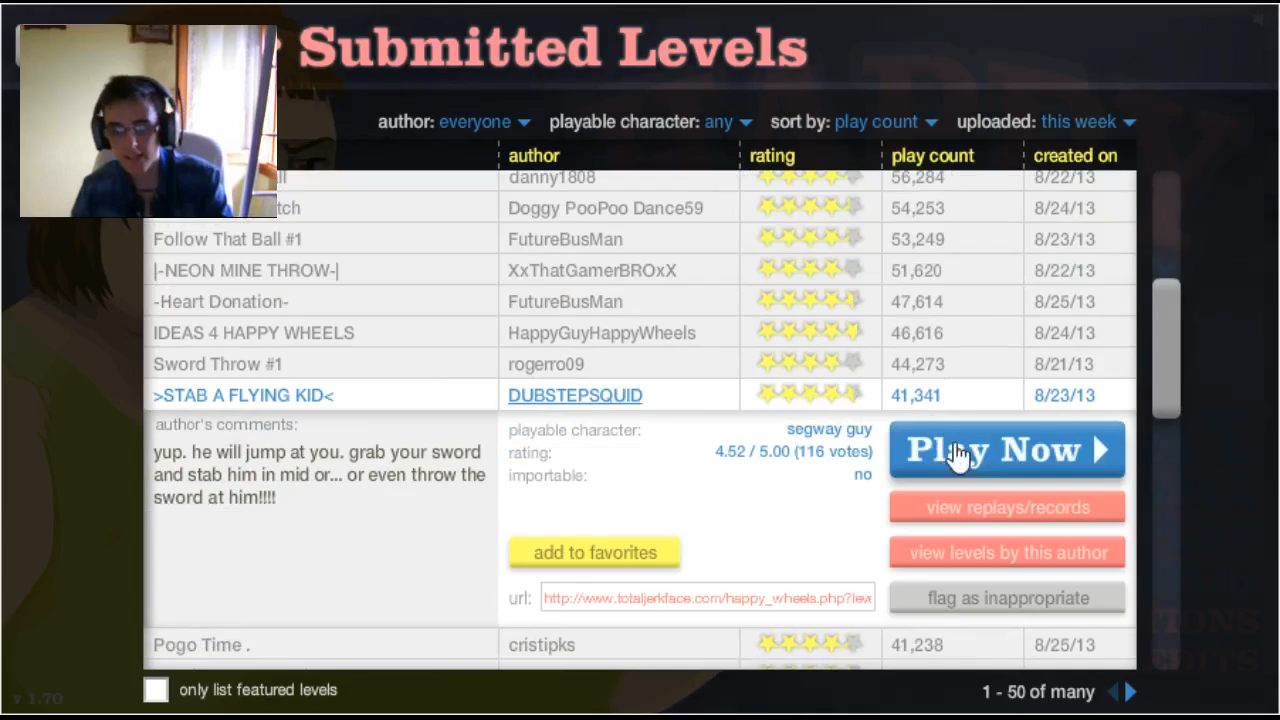 Submitted Levels
author: everyone playable character: any sort by: play count uploaded: this week
author rating play count created on
danny1808 56,284 8/22/13
Doggy PooPoo Dance59 54,253 8/24/13
Follow That Ball #1 FutureBusMan 53,249 8/23/13
|-NEON MINE THROW-| XxThatGamerBROxX 51,620 8/22/13
-Heart Donation- FutureBusMan 47,614 8/25/13
IDEAS 4 HAPPY WHEELS HappyGuyHappyWheels 46,616 8/24/13
Sword Throw #1 rogerro09 44,273 8/21/13
>STAB A FLYING KID< DUBSTEPSQUID 41,341 8/23/13
author's comments:
yup. he will jump at you. grab your sword
and stab him in mid or... or even throw the
sword at him!!!!
playable character: segway guy
rating: 4.52 / 5.00 (116 votes)
importable: no
add to favorites
url: http://www.totaljerkface.com/happy_wheels.php?leve
Play Now
view replays/records
view levels by this author
flag as inappropriate
Pogo Time . cristipks 41,238 8/25/13
only list featured levels
1 - 50 of many
v 1.70